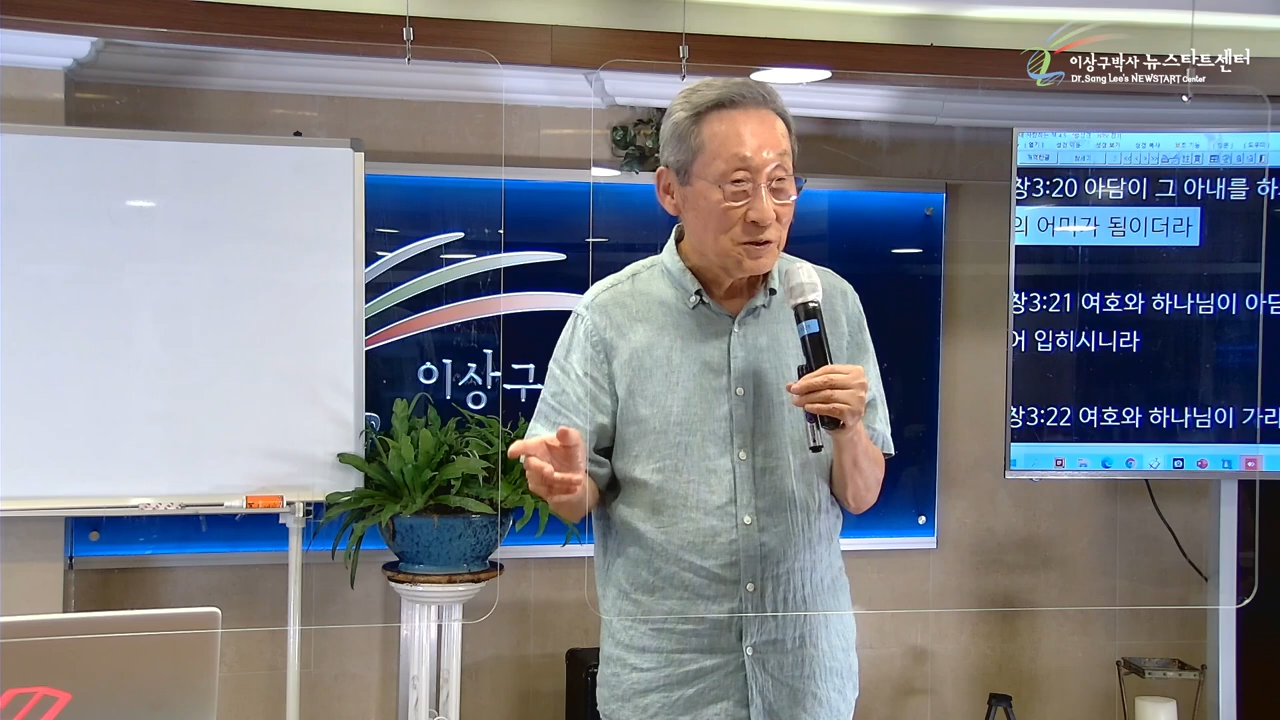 이상구박사 뉴스타트센터
Dr. Sang Lee's NEWSTART Center
창3:20 아담이 그 아내를 하
의 어미가 됨이더라
창3:21 여호와 하나님이 아담
어 입히시니라
창3:22 여호와 하나님이 가리
이상구